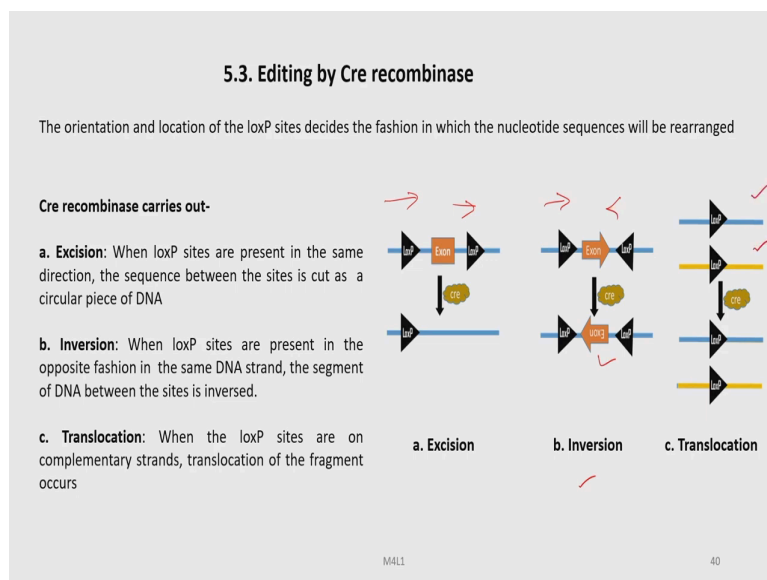 5.3. Editing by Cre recombinase
The orientation and location of the loxP sites decides the fashion in which the nucleotide sequences will be rearranged
Cre recombinase carries out-
a. Excision: When loxP sites are present in the same
direction, the sequence between the sites is cut as a
circular piece of DNA
b. Inversion: When loxP sites are present in the
opposite fashion in the same DNA strand, the segment
of DNA between the sites is inversed.
c. Translocation: When the loxP sites are on
complementary strands, translocation of the fragment
occurs
loxP Exon loxP
cre
loxP
a. Excision
loxP Exon loxP
cre
loxP Exon loxP
b. Inversion
loxP
loxP
cre
loxP
loxP
c. Translocation
M4L1
40